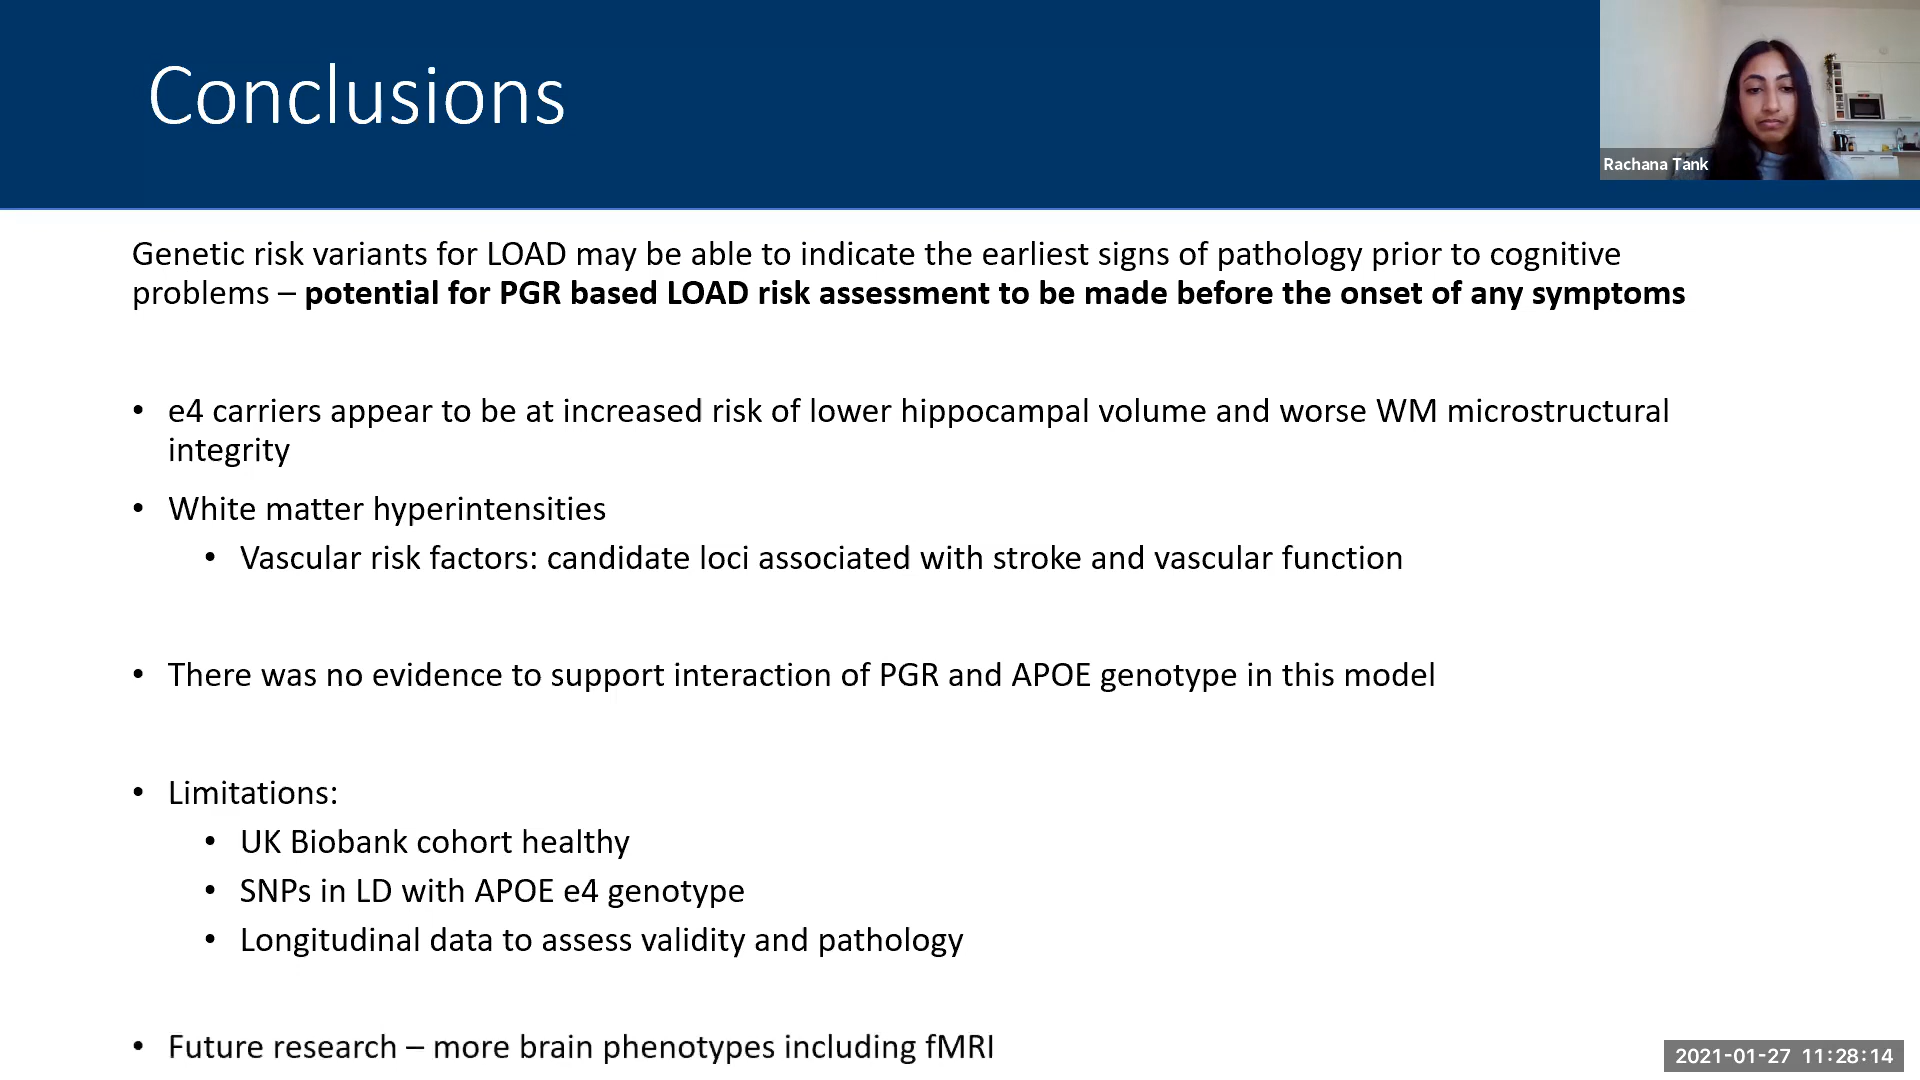 Conclusions
Rachana Tank
Genetic risk variants for LOAD may be able to indicate the earliest signs of pathology prior to cognitive
problems – potential for PGR based LOAD risk assessment to be made before the onset of any symptoms
• e4 carriers appear to be at increased risk of lower hippocampal volume and worse WM microstructural
integrity
• White matter hyperintensities
• Vascular risk factors: candidate loci associated with stroke and vascular function
• There was no evidence to support interaction of PGR and APOE genotype in this model
• Limitations:
• UK Biobank cohort healthy
• SNPs in LD with APOE e4 genotype
• Longitudinal data to assess validity and pathology
• Future research – more brain phenotypes including fMRI
2021-01-27 11:28:14